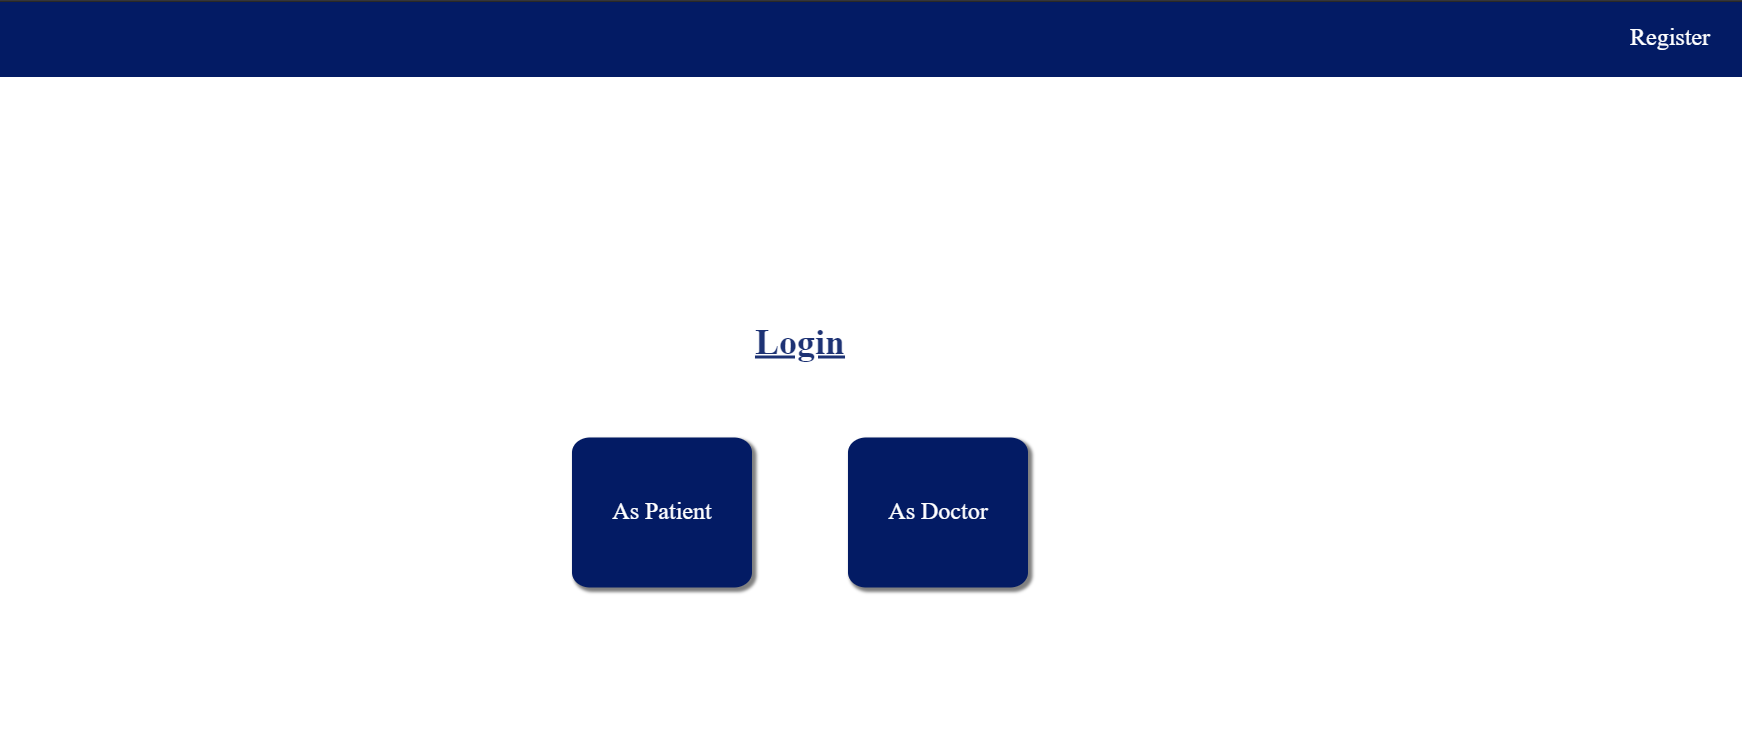 Register
Login
As Patient
As Doctor